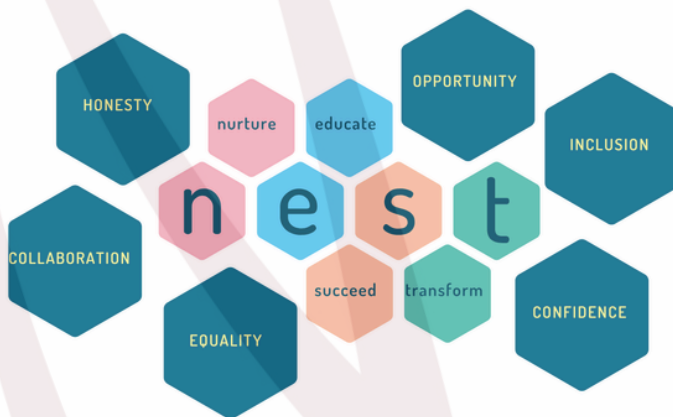 OPPORTUNITY
HONESTY
nurture
educate
INCLUSION
n e s t
COLLABORATION
succeed
transform
CONFIDENCE
EQUALITY